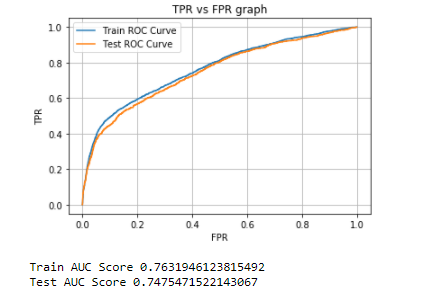 TPR vs FPR graph
Train ROC Curve
Test ROC Curve
1.0
0.8
0.6
0.4
0.2
0.0
TPR
0.0 0.2 0.4 0.6 0.8 1.0
FPR
Train AUC Score 0.7631946123815492
Test AUC Score 0.7475471522143067